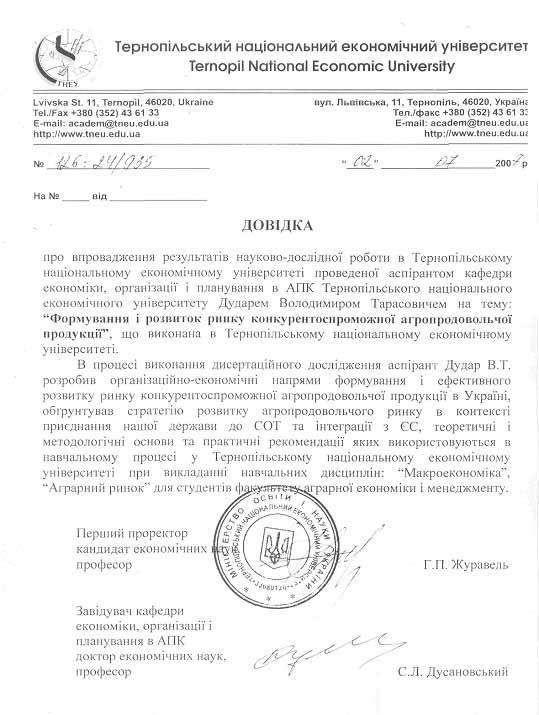 Тернопільський національний економічний університет
Ternopil National Economic University
ТНЕУ
Lvivska St. 11, Ternopil, 46020, Ukraine
Tel./Fax +380 (352) 43 61 33
E-mail: academ@tneu.edu.ua
http://www.tneu.edu.ua
вул. Львівська, 11, Тернопіль, 46020, Україна
Тел./факс +380 (352) 43 61 33
E-mail: academ@tneu.edu.ua
http://www.tneu.edu.ua
№ 126-24/935 “02” 07 2007 р
На № _____ від
ДОВІДКА
про впровадження результатів науково-дослідної роботи в Тернопільському
національному економічному університеті проведеної аспірантом кафедри
економіки, організації і планування в АПК Тернопільського національного
економічного університету Дударем Володимиром Тарасовичем на тему:
“Формування і розвиток ринку конкурентоспроможної агропродовольчої
продукції”, що виконана в Тернопільському національному економічному
університеті.
В процесі виконання дисертаційного дослідження аспірант Дудар В.Т.
розробив організаційно-економічні напрями формування і ефективного
розвитку ринку конкурентоспроможної агропродовольчої продукції в Україні,
обґрунтував стратегію розвитку агропродовольчого ринку в контексті
приєднання нашої держави до СОТ та інтеграції з ЄС, теоретичні і
методологічні основи та практичні рекомендації яких використовуються в
навчальному процесі у Тернопільському національному економічному
університеті при викладанні навчальних дисциплін: “Макроекономіка”,
“Аграрний ринок” для студентів факультету аграрної економіки і менеджменту.
Перший проректор
кандидат економічних наук
професор Г.П. Журавель
МІНІСТЕРСТВО ОСВІТИ І НАУКИ УКРАЇНИ
ТЕРНОПІЛЬСЬКИЙ НАЦІОНАЛЬНИЙ ЕКОНОМІЧНИЙ УНІВЕРСИТЕТ
Завідувач кафедри
економіки, організації і
планування в АПК
доктор економічних наук,
професор С.Л. Дусановський